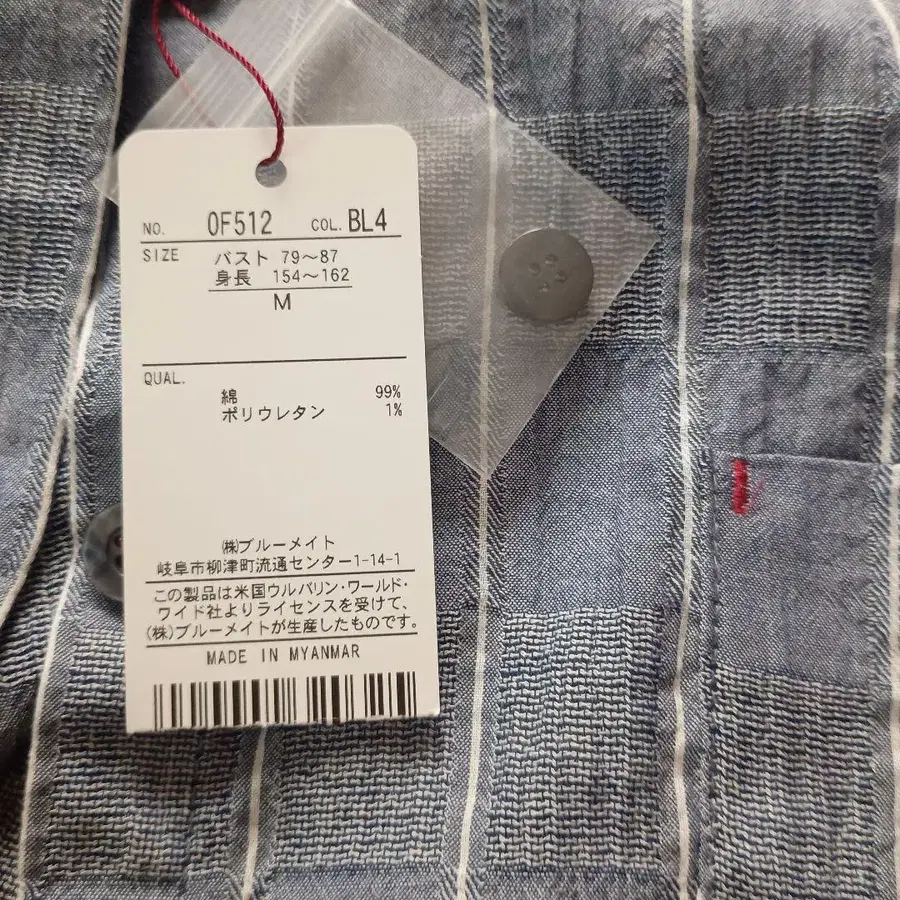 NO. 0F512 COL. BL4
SIZE バスト 79〜87
身長 154〜162
M
QUAL.
綿 99%
ポリウレタン 1%
㈱ブルーメイト
岐阜市柳津町流通センター1-14-1
この製品は米国ウルバリン・ワールド・
ワイド社よりライセンスを受けて、
(株)ブルーメイトが生産したものです。
MADE IN MYANMAR